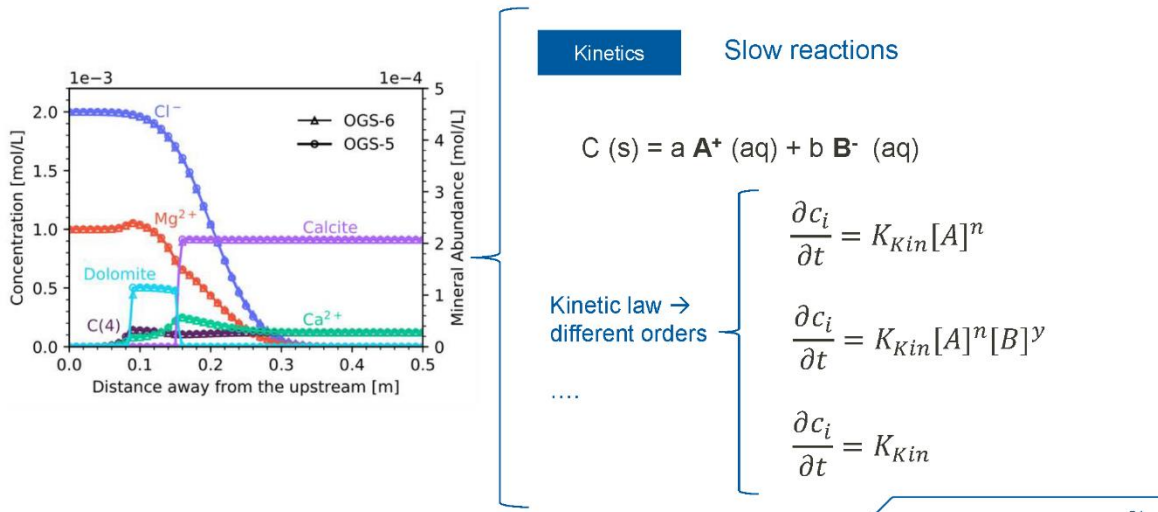 Kinetics
Slow reactions
C (s) = a A⁺ (aq) + b B⁻ (aq)
Kinetic law →
different orders
....
∂cᵢ/∂t = K_Kin[A]ⁿ
∂cᵢ/∂t = K_Kin[A]ⁿ[B]ʸ
∂cᵢ/∂t = K_Kin
1e−3
1e−4
Concentration [mol/L]
2.0
1.5
1.0
0.5
0.0
Cl⁻
OGS-6
OGS-5
Mg²⁺
Calcite
Dolomite
C(4)
Ca²⁺
5
4
3
2
1
0
Mineral Abundance [mol/L]
0.0 0.1 0.2 0.3 0.4 0.5
Distance away from the upstream [m]